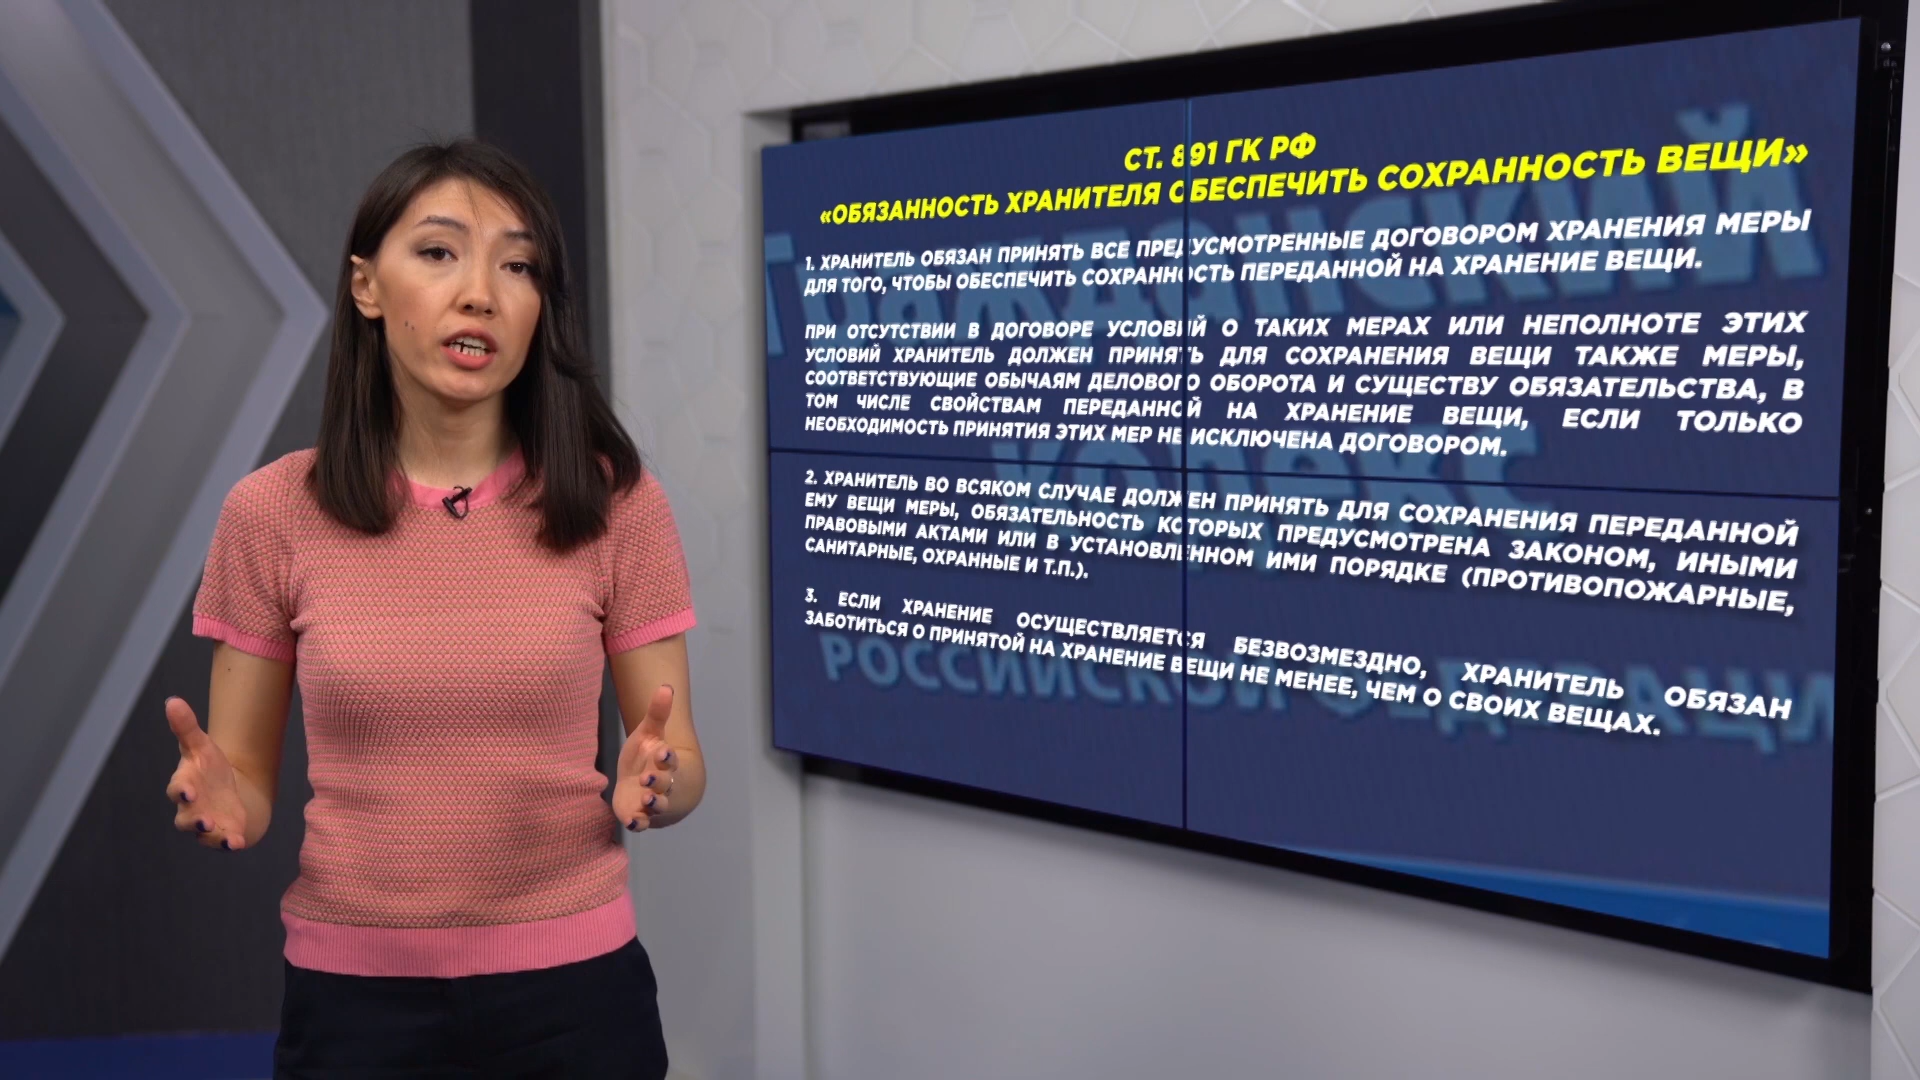 СТ. 891 ГК РФ
«ОБЯЗАННОСТЬ ХРАНИТЕЛЯ ОБЕСПЕЧИТЬ СОХРАННОСТЬ ВЕЩИ»
1. ХРАНИТЕЛЬ ОБЯЗАН ПРИНЯТЬ ВСЕ ПРЕДУСМОТРЕННЫЕ ДОГОВОРОМ ХРАНЕНИЯ МЕРЫ
ДЛЯ ТОГО, ЧТОБЫ ОБЕСПЕЧИТЬ СОХРАННОСТЬ ПЕРЕДАННОЙ НА ХРАНЕНИЕ ВЕЩИ.
ПРИ ОТСУТСТВИИ В ДОГОВОРЕ УСЛОВИЙ О ТАКИХ МЕРАХ ИЛИ НЕПОЛНОТЕ ЭТИХ
УСЛОВИЙ ХРАНИТЕЛЬ ДОЛЖЕН ПРИНЯТЬ ДЛЯ СОХРАНЕНИЯ ВЕЩИ ТАКЖЕ МЕРЫ,
СООТВЕТСТВУЮЩИЕ ОБЫЧАЯМ ДЕЛОВОГО ОБОРОТА И СУЩЕСТВУ ОБЯЗАТЕЛЬСТВА, В
ТОМ ЧИСЛЕ СВОЙСТВАМ ПЕРЕДАННОЙ НА ХРАНЕНИЕ ВЕЩИ, ЕСЛИ ТОЛЬКО
НЕОБХОДИМОСТЬ ПРИНЯТИЯ ЭТИХ МЕР НЕ ИСКЛЮЧЕНА ДОГОВОРОМ.
2. ХРАНИТЕЛЬ ВО ВСЯКОМ СЛУЧАЕ ДОЛЖЕН ПРИНЯТЬ ДЛЯ СОХРАНЕНИЯ ПЕРЕДАННОЙ
ЕМУ ВЕЩИ МЕРЫ, ОБЯЗАТЕЛЬНОСТЬ КОТОРЫХ ПРЕДУСМОТРЕНА ЗАКОНОМ, ИНЫМИ
ПРАВОВЫМИ АКТАМИ ИЛИ В УСТАНОВЛЕННОМ ИМИ ПОРЯДКЕ (ПРОТИВОПОЖАРНЫЕ,
САНИТАРНЫЕ, ОХРАННЫЕ И Т.П.).
3. ЕСЛИ ХРАНЕНИЕ ОСУЩЕСТВЛЯЕТСЯ БЕЗВОЗМЕЗДНО, ХРАНИТЕЛЬ ОБЯЗАН
ЗАБОТИТЬСЯ О ПРИНЯТОЙ НА ХРАНЕНИЕ ВЕЩИ НЕ МЕНЕЕ, ЧЕМ О СВОИХ ВЕЩАХ.
Гражданский
кодекс
РОССИЙСКОЙ